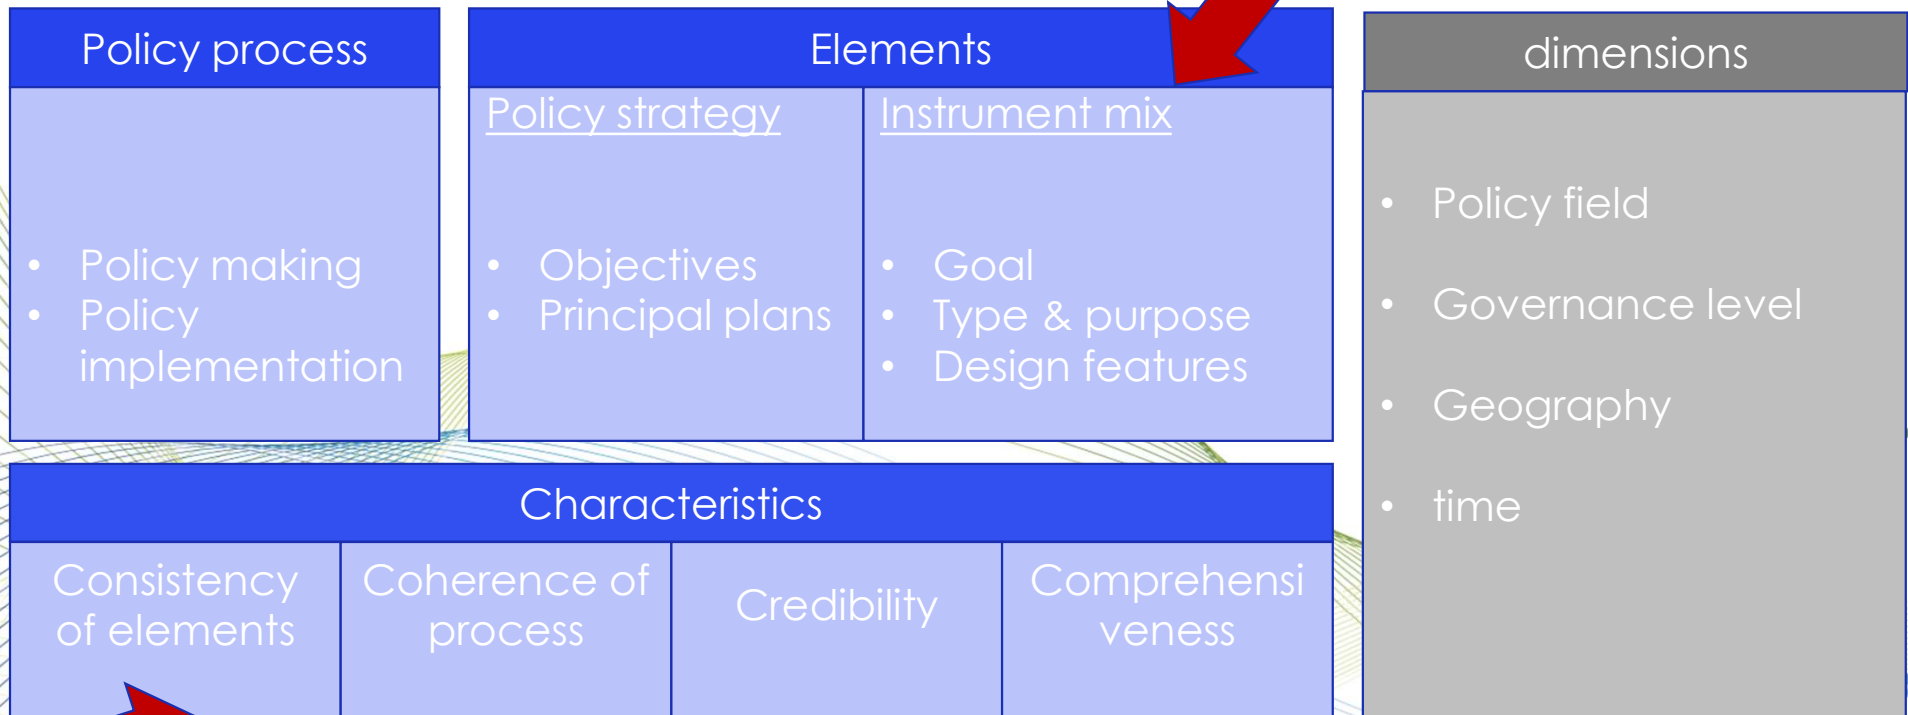 Policy process
• Policy making
• Policy
implementation
Elements
Policy strategy
• Objectives
• Principal plans
Instrument mix
• Goal
• Type & purpose
• Design features
dimensions
• Policy field
• Governance level
• Geography
• time
Characteristics
Consistency
of elements
Coherence of
process
Credibility
Comprehensi
veness